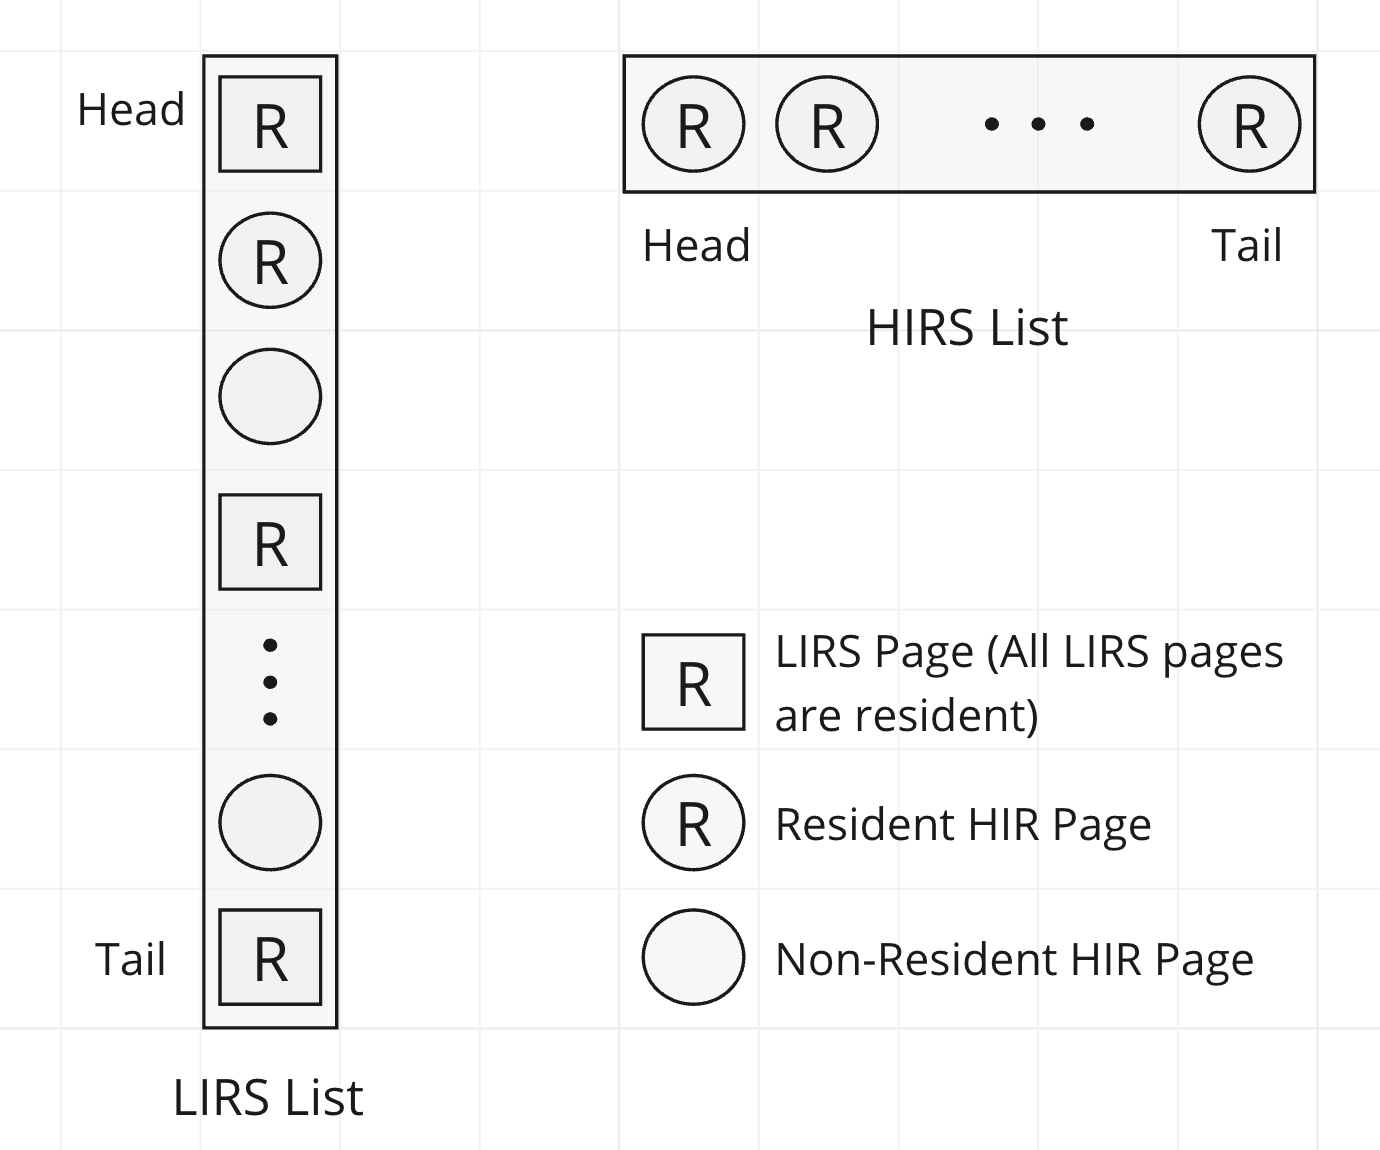 Head
R
R
R
R
Tail
LIRS List
R
R
R
Head
Tail
HIRS List
R
LIRS Page (All LIRS pages
are resident)
R
Resident HIR Page
Non-Resident HIR Page